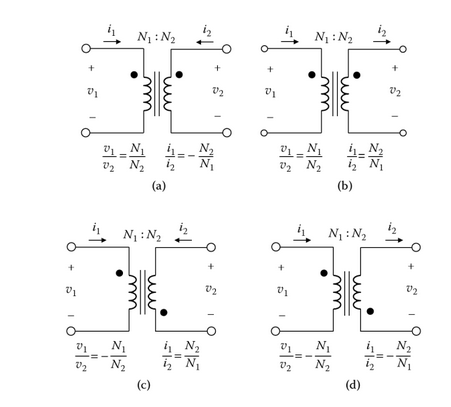 i₁ N₁ : N₂ i₂
+ +
v₁ v₂
− −
v₁/v₂ = N₁/N₂ i₁/i₂ = − N₂/N₁
(a)
i₁ N₁ : N₂ i₂
+ +
v₁ v₂
− −
v₁/v₂ = N₁/N₂ i₁/i₂ = N₂/N₁
(b)
i₁ N₁ : N₂ i₂
+ +
v₁ v₂
− −
v₁/v₂ = − N₁/N₂ i₁/i₂ = N₂/N₁
(c)
i₁ N₁ : N₂ i₂
+ +
v₁ v₂
− −
v₁/v₂ = − N₁/N₂ i₁/i₂ = − N₂/N₁
(d)